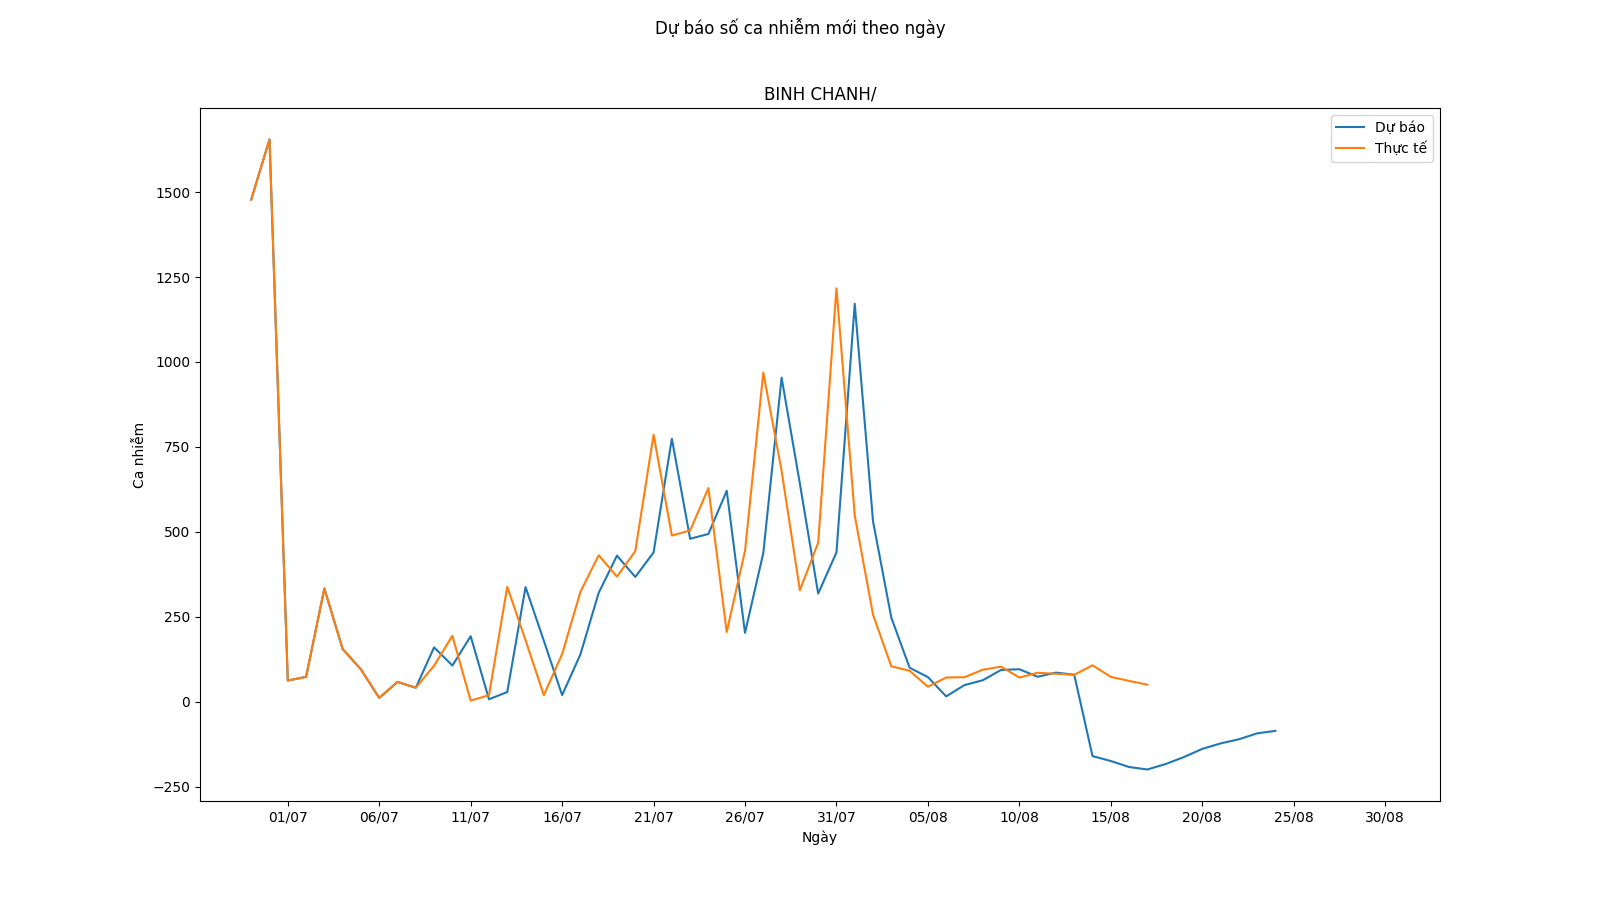 Dự báo số ca nhiễm mới theo ngày
BINH CHANH/
Dự báo
Thực tế
1500
1250
1000
750
500
250
0
−250
Ca nhiễm
01/07 06/07 11/07 16/07 21/07 26/07 31/07 05/08 10/08 15/08 20/08 25/08 30/08
Ngày